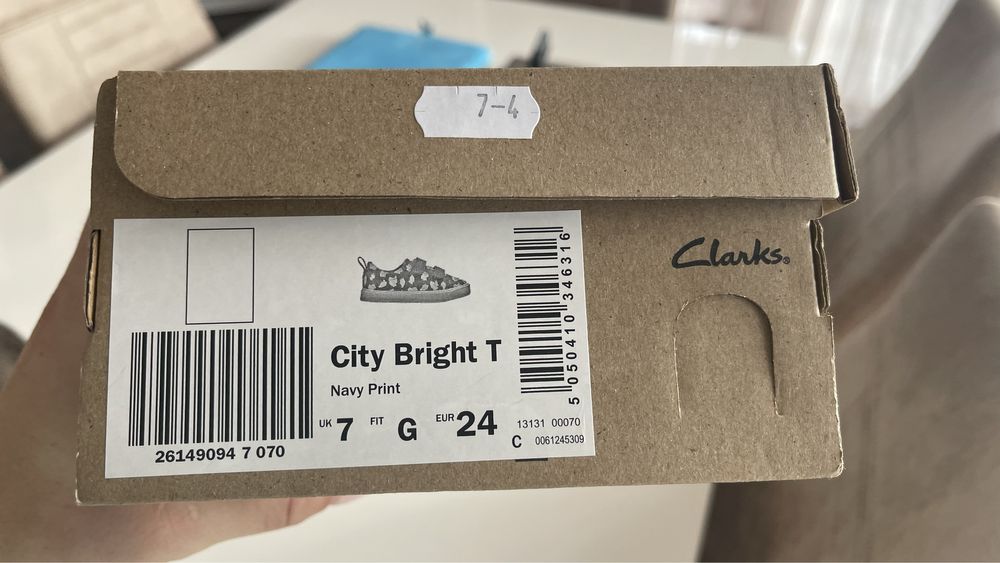 7-4
Clarks®
City Bright T
Navy Print
UK 7 FIT G EUR 24
26149094 7 070
5 050410 346316
13131 00070
C 0061245309